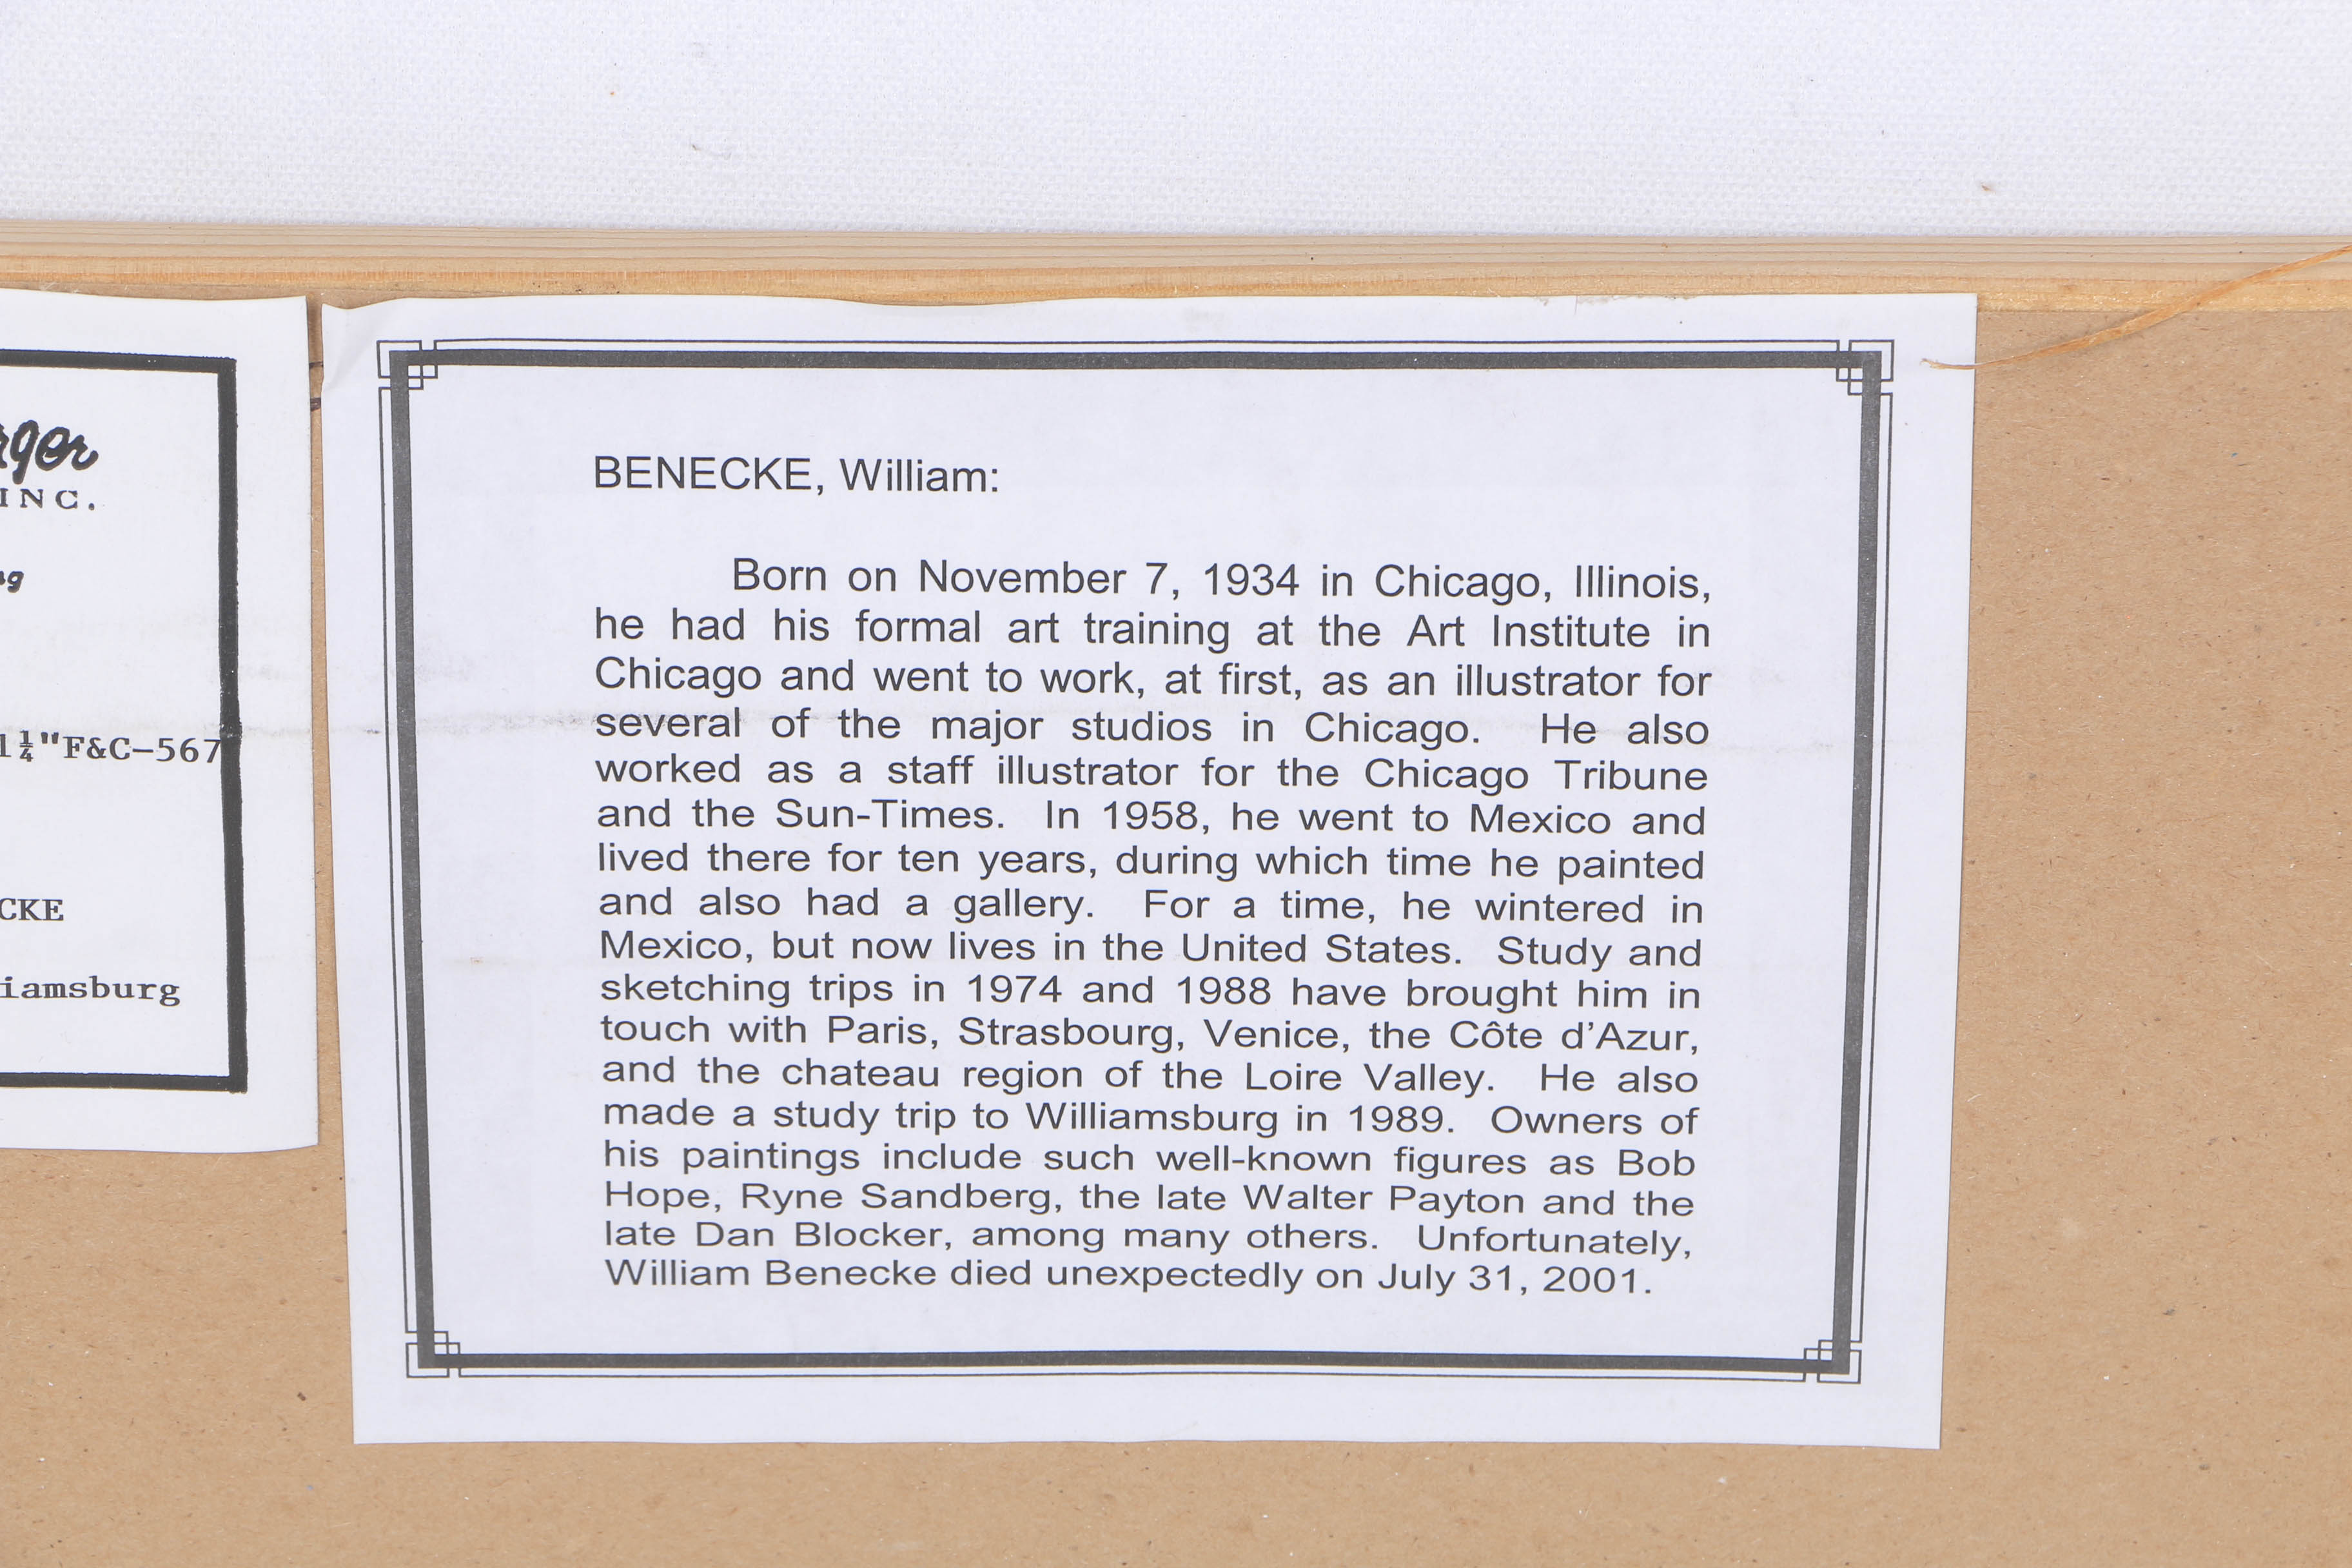 rger
INC.
1¼"F&C-567
CKE
iamsburg
BENECKE, William:
Born on November 7, 1934 in Chicago, Illinois,
he had his formal art training at the Art Institute in
Chicago and went to work, at first, as an illustrator for
several of the major studios in Chicago. He also
worked as a staff illustrator for the Chicago Tribune
and the Sun-Times. In 1958, he went to Mexico and
lived there for ten years, during which time he painted
and also had a gallery. For a time, he wintered in
Mexico, but now lives in the United States. Study and
sketching trips in 1974 and 1988 have brought him in
touch with Paris, Strasbourg, Venice, the Côte d'Azur,
and the chateau region of the Loire Valley. He also
made a study trip to Williamsburg in 1989. Owners of
his paintings include such well-known figures as Bob
Hope, Ryne Sandberg, the late Walter Payton and the
late Dan Blocker, among many others. Unfortunately,
William Benecke died unexpectedly on July 31, 2001.